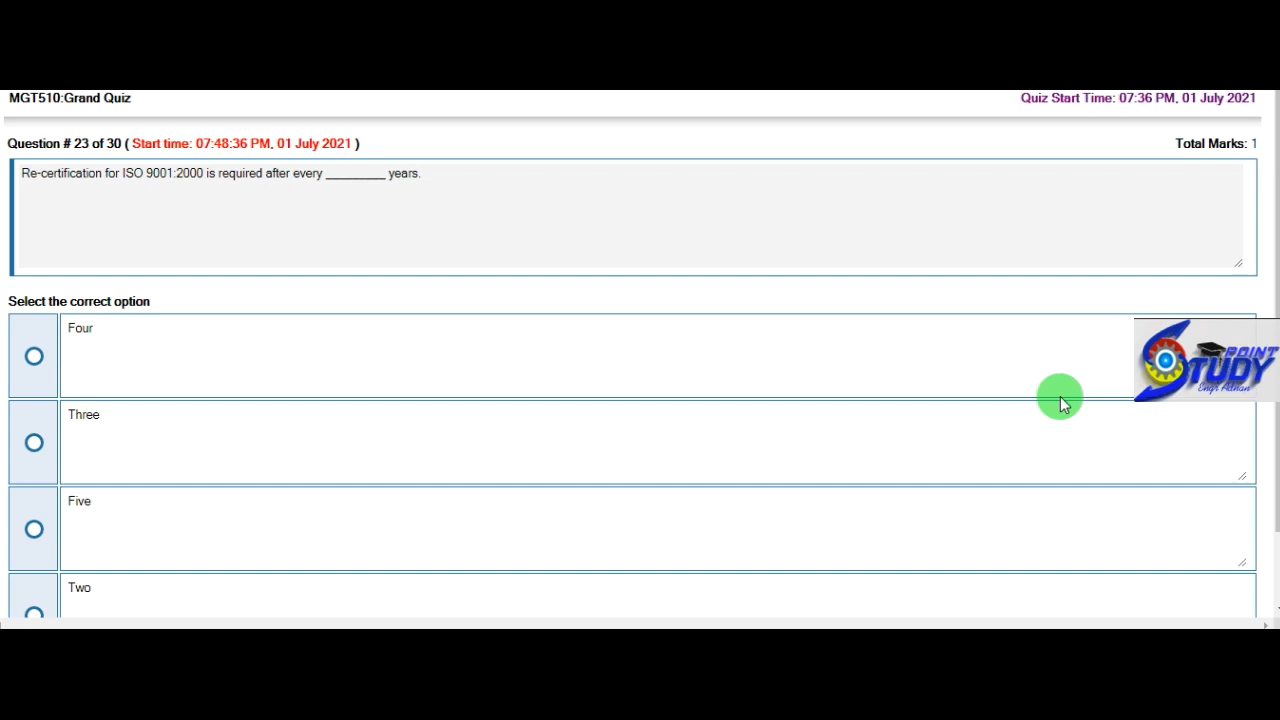 MGT510:Grand Quiz
Quiz Start Time: 07:36 PM, 01 July 2021
Question # 23 of 30 ( Start time: 07:48:36 PM, 01 July 2021 )
Total Marks: 1
Re-certification for ISO 9001:2000 is required after every _________ years.
Select the correct option
Four
POINT
STUDY
Engr Adnan
Three
Five
Two